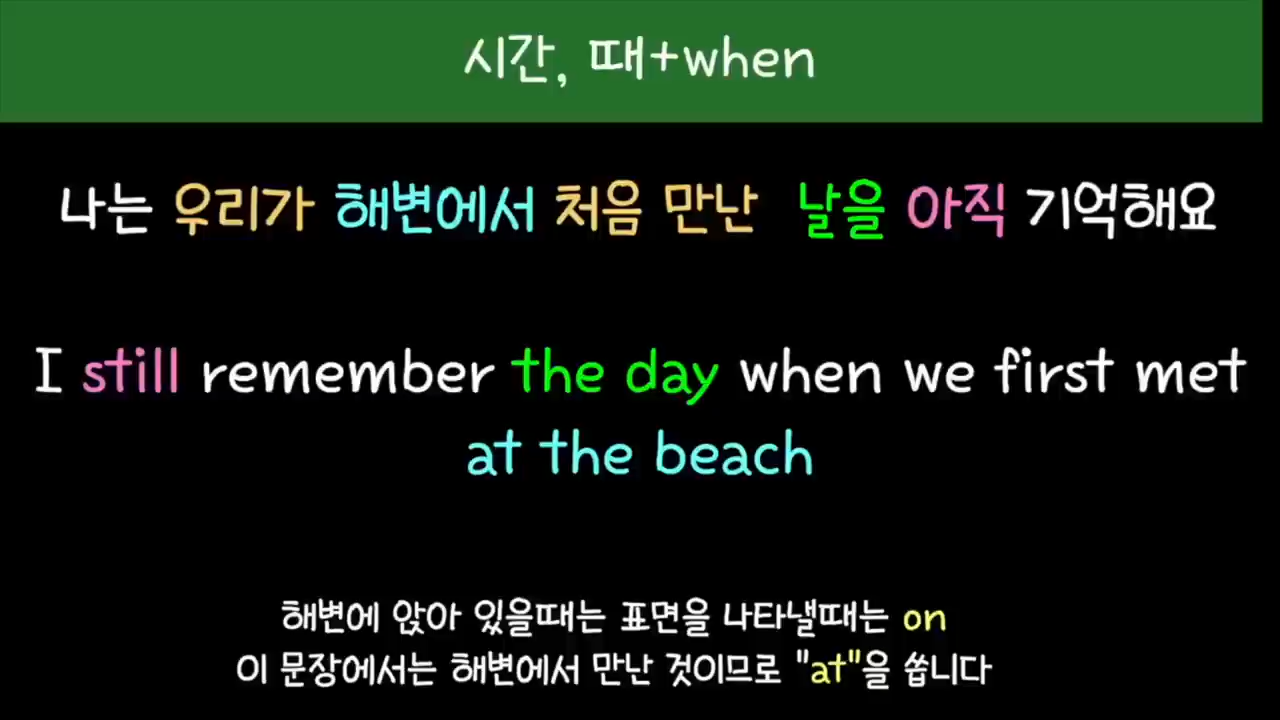 시간, 때+when
나는 우리가 해변에서 처음 만난 날을 아직 기억해요
I still remember the day when we first met
at the beach
해변에 앉아 있을때는 표면을 나타낼때는 on
이 문장에서는 해변에서 만난 것이므로 "at"을 씁니다